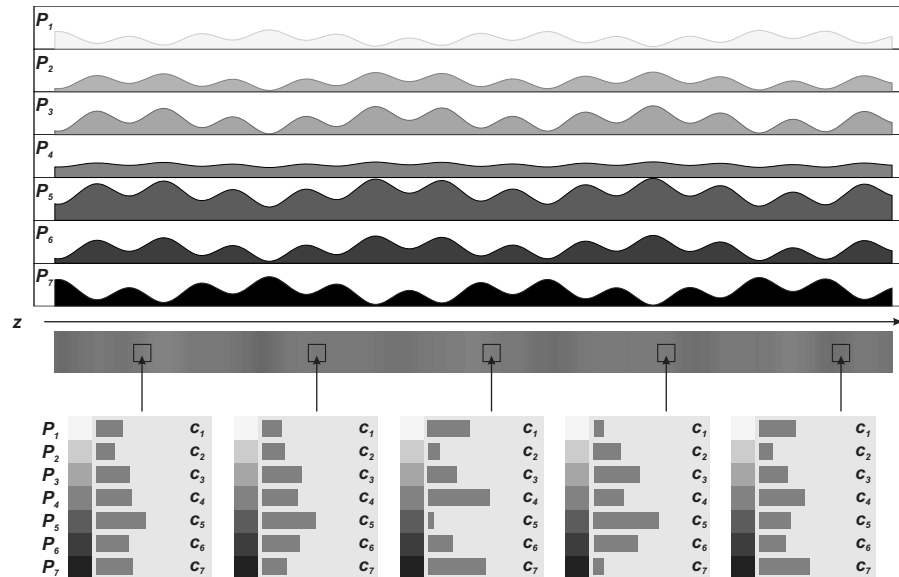 P1
P2
P3
P4
P5
P6
P7
z
P1 c1 c1 c1 c1 c1
P2 c2 c2 c2 c2 c2
P3 c3 c3 c3 c3 c3
P4 c4 c4 c4 c4 c4
P5 c5 c5 c5 c5 c5
P6 c6 c6 c6 c6 c6
P7 c7 c7 c7 c7 c7